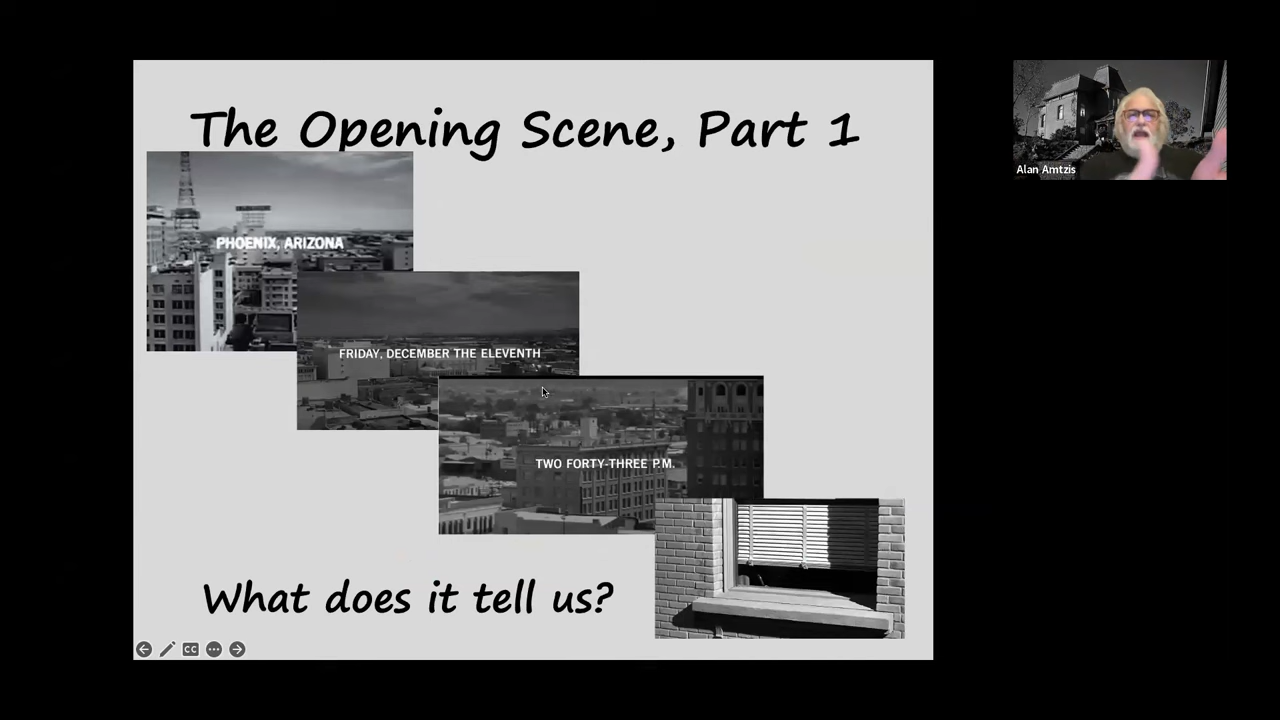 The Opening Scene, Part 1
PHOENIX, ARIZONA
FRIDAY, DECEMBER THE ELEVENTH
TWO FORTY-THREE P.M.
What does it tell us?
CC
Alan Amtzis